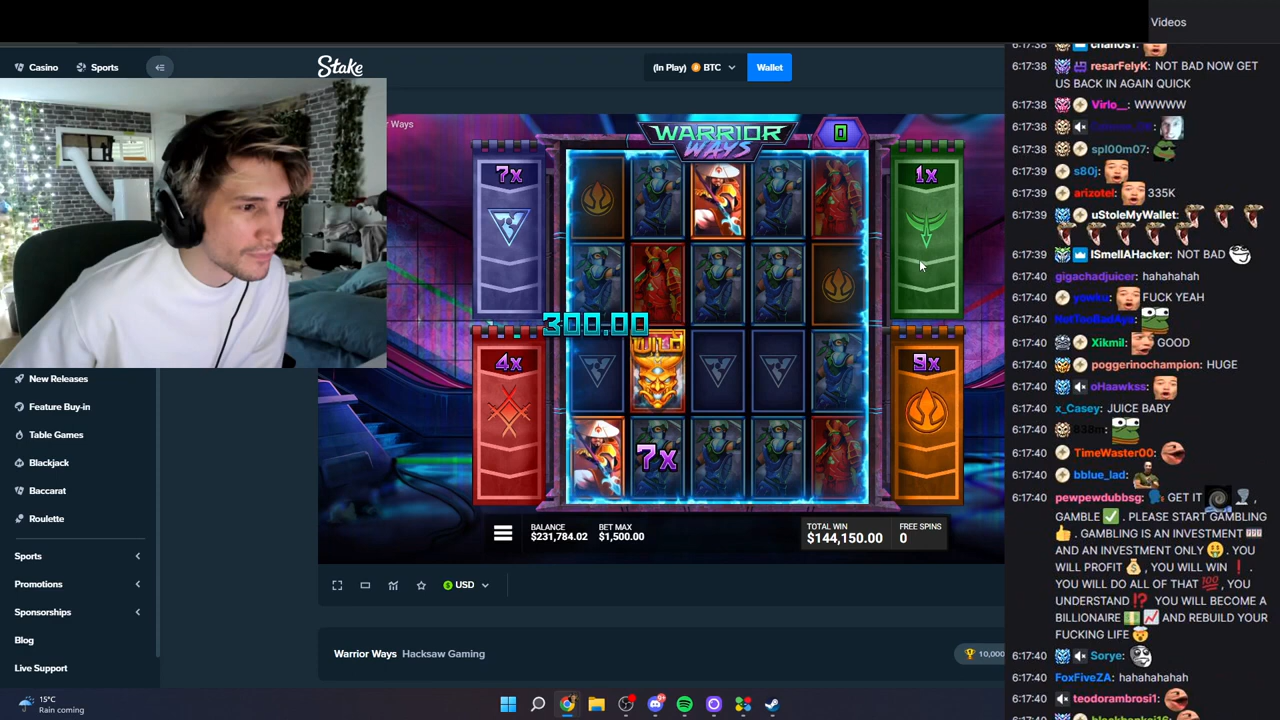 Videos
Casino
Sports
Stake
(In Play) BTC
Wallet
r Ways
WARRIOR
WAYS
0
7x
1x
4x
9x
300.00
7x
BALANCE
$231,784.02
BET MAX
$1,500.00
TOTAL WIN
$144,150.00
FREE SPINS
0
USD
Warrior Ways Hacksaw Gaming
10,000
New Releases
Feature Buy-in
Table Games
Blackjack
Baccarat
Roulette
Sports
Promotions
Sponsorships
Blog
Live Support
15°C
Rain coming
6:17:38
6:17:38 resarFelyK: NOT BAD NOW GET
US BACK IN AGAIN QUICK
6:17:38 Virlo__: WWWWW
6:17:38
6:17:38 spl00m07:
6:17:39 s80j:
6:17:39 arizotel: 335K
6:17:39 uStoleMyWallet:
6:17:39 ISmellAHacker: NOT BAD
6:17:40 gigachadjuicer: hahahahah
6:17:40 yowku: FUCK YEAH
6:17:40 NotTooBadAyo:
6:17:40 Xikmil: GOOD
6:17:40 poggerinochampion: HUGE
6:17:40 oHaawkss:
6:17:40 x_Casey: JUICE BABY
6:17:40
6:17:40 TimeWaster00:
6:17:40 bblue_lad:
6:17:40 pewpewdubbsg: 🗣 GET IT ,
GAMBLE ✅ . PLEASE START GAMBLING
👍 . GAMBLING IS AN INVESTMENT 💵
AND AN INVESTMENT ONLY 🤑 . YOU
WILL PROFIT 💰 , YOU WILL WIN ❗ .
YOU WILL DO ALL OF THAT 💯 , YOU
UNDERSTAND ⁉ YOU WILL BECOME A
BILLIONAIRE 💵 📈 AND REBUILD YOUR
FUCKING LIFE 🤯
6:17:40 Sorye:
6:17:40 FoxFiveZA: hahahahahah
6:17:40 teodorambrosi1: